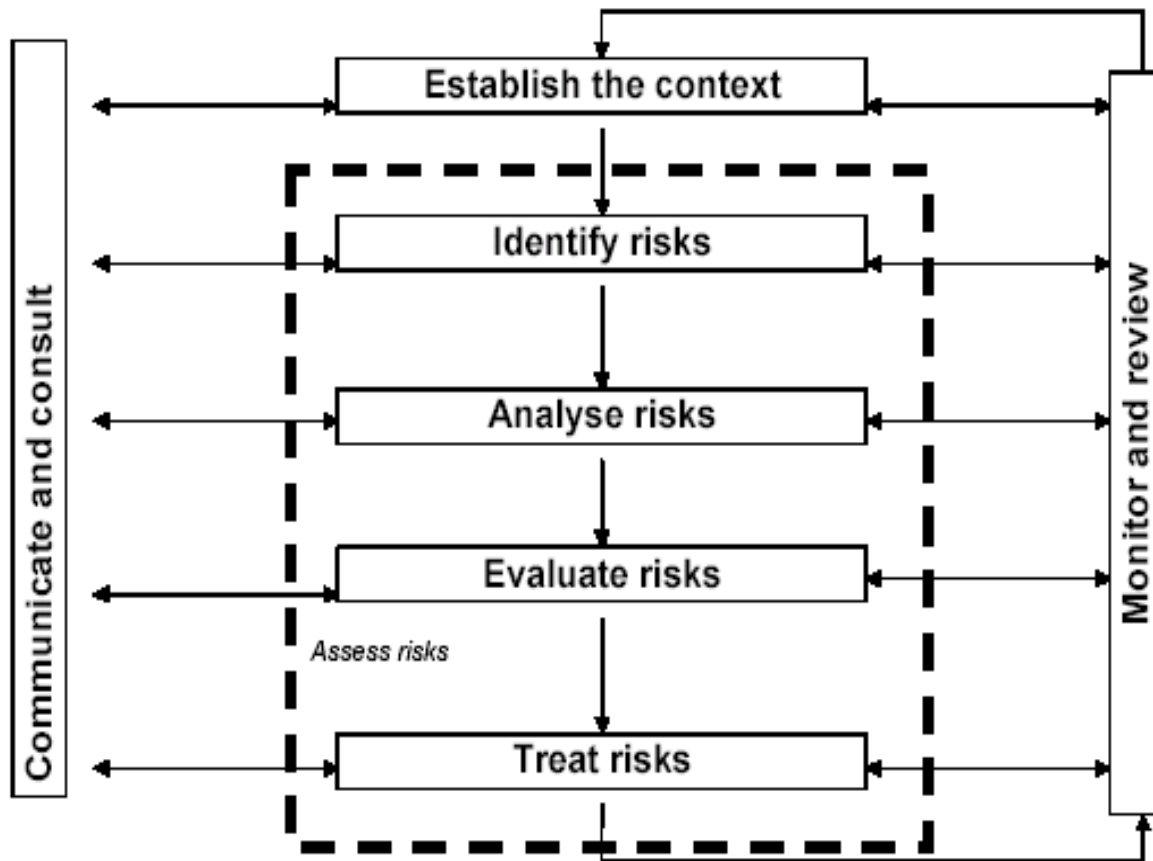 Establish the context
Identify risks
Analyse risks
Evaluate risks
Assess risks
Treat risks
Communicate and consult
Monitor and review